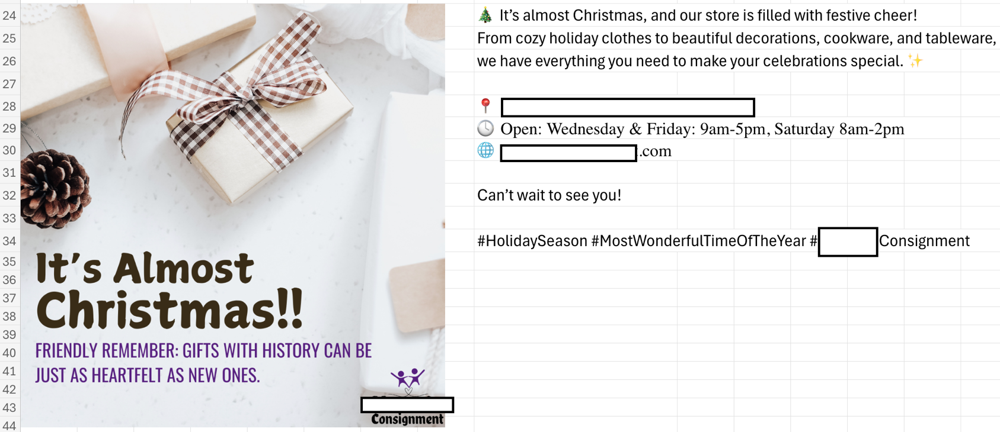 24
25
26
27
28
29
30
31
32
33
34
35
36
37
38
39
40
41
42
43
44
It's Almost
Christmas!!
FRIENDLY REMEMBER: GIFTS WITH HISTORY CAN BE
JUST AS HEARTFELT AS NEW ONES.
Consignment
🎄 It's almost Christmas, and our store is filled with festive cheer!
From cozy holiday clothes to beautiful decorations, cookware, and tableware,
we have everything you need to make your celebrations special. ✨
📍
🕓 Open: Wednesday & Friday: 9am-5pm, Saturday 8am-2pm
🌐 .com
Can't wait to see you!
#HolidaySeason #MostWonderfulTimeOfTheYear # Consignment